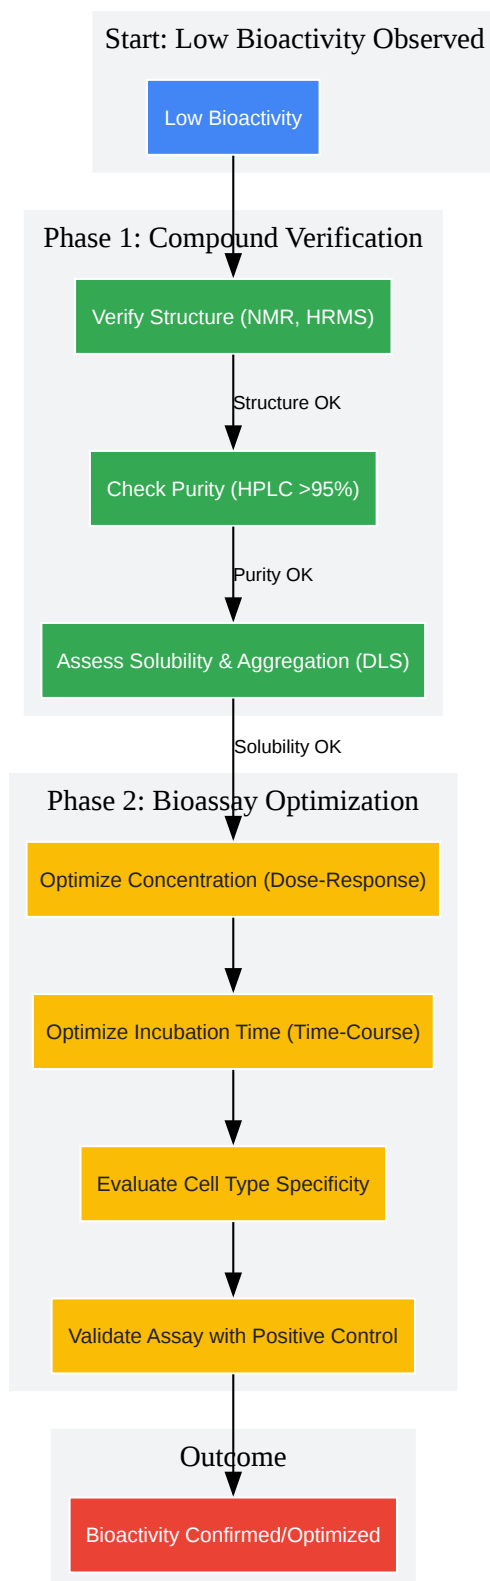 Start: Low Bioactivity Observed
Low Bioactivity
Phase 1: Compound Verification
Verify Structure (NMR, HRMS)
Structure OK
Check Purity (HPLC >95%)
Purity OK
Assess Solubility & Aggregation (DLS)
Solubility OK
Phase 2: Bioassay Optimization
Optimize Concentration (Dose-Response)
Optimize Incubation Time (Time-Course)
Evaluate Cell Type Specificity
Validate Assay with Positive Control
Outcome
Bioactivity Confirmed/Optimized